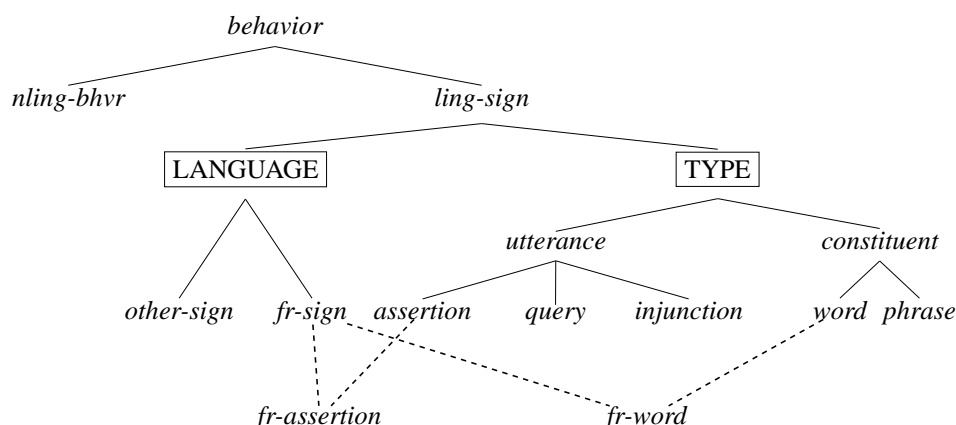 behavior
nling-bhvr ling-sign
LANGUAGE TYPE
utterance constituent
other-sign fr-sign assertion query injunction word phrase
fr-assertion fr-word